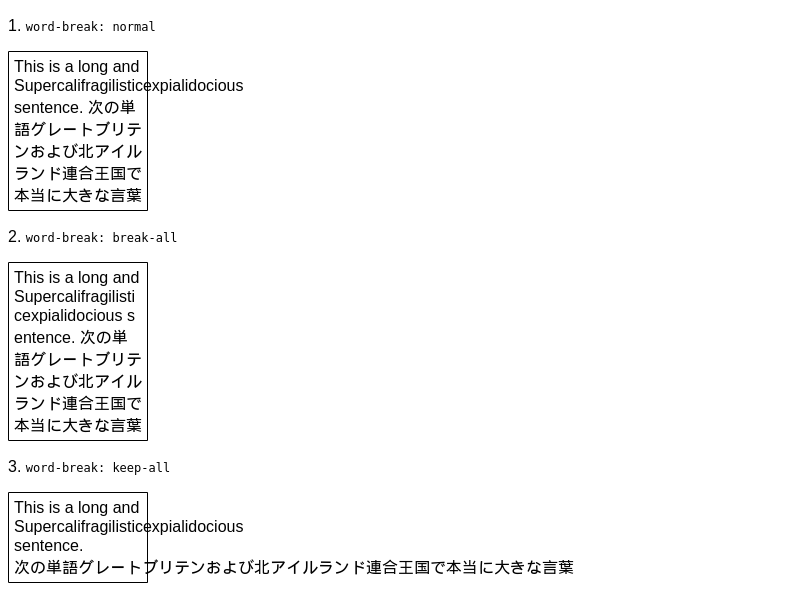 1. word-break: normal
This is a long and
Supercalifragilisticexpialidocious
sentence. 次の単
語グレートブリテ
ンおよび北アイル
ランド連合王国で
本当に大きな言葉
2. word-break: break-all
This is a long and
Supercalifragilisti
cexpialidocious s
entence. 次の単
語グレートブリテ
ンおよび北アイル
ランド連合王国で
本当に大きな言葉
3. word-break: keep-all
This is a long and
Supercalifragilisticexpialidocious
sentence.
次の単語グレートブリテンおよび北アイルランド連合王国で本当に大きな言葉